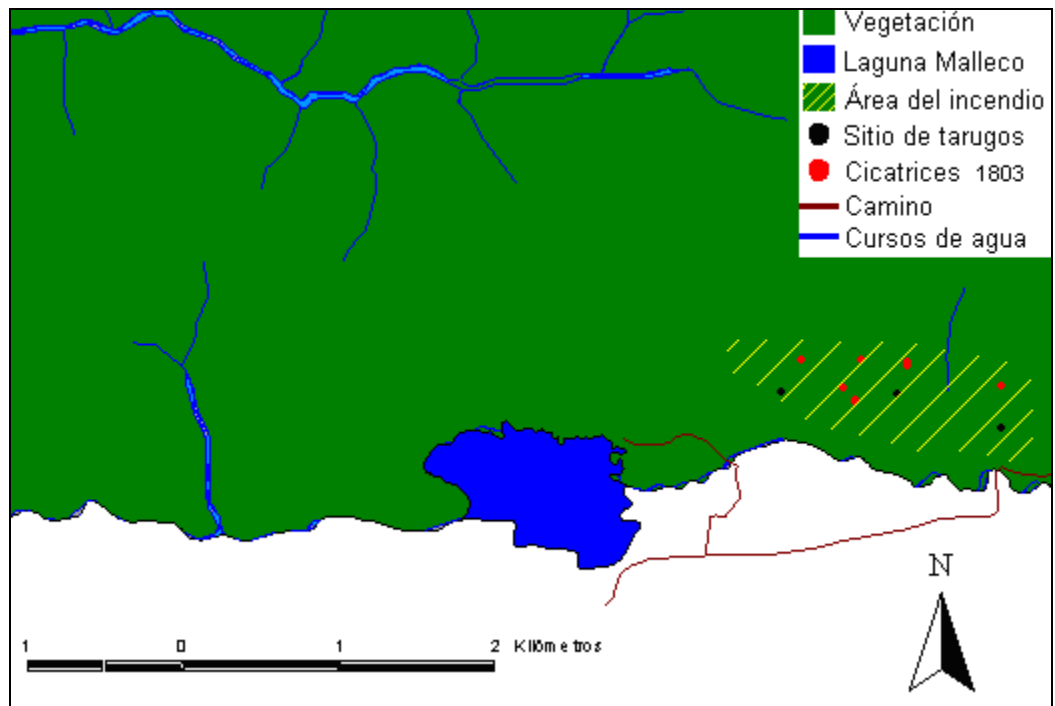 Vegetación
Laguna Malleco
Área del incendio
Sitio de tarugos
Cicatrices 1803
Camino
Cursos de agua
N
1 0 1 2 Kilómetros